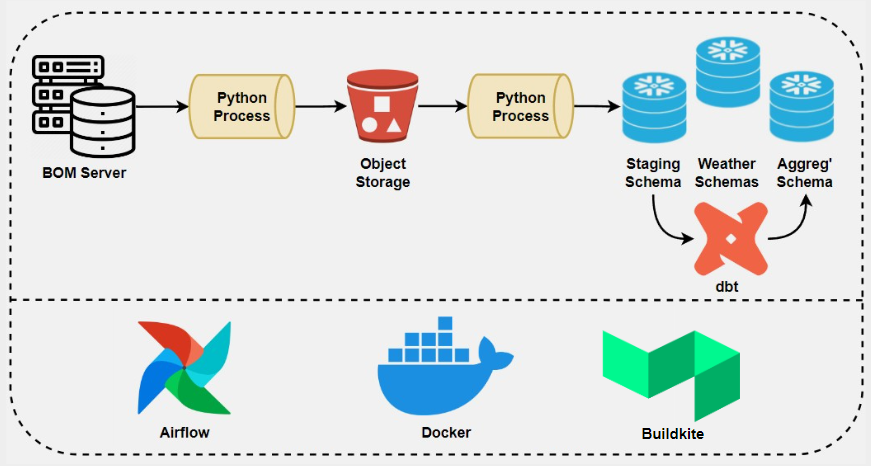 Python
Process
Python
Process
BOM Server
Object
Storage
Staging
Schema
Weather
Schemas
Aggreg'
Schema
dbt
Airflow
Docker
Buildkite